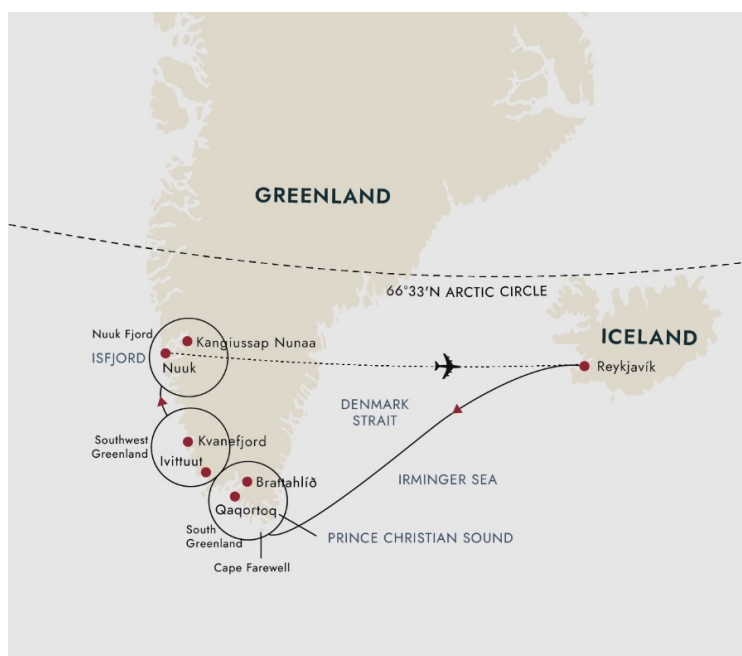 GREENLAND
66°33'N ARCTIC CIRCLE
Nuuk Fjord
Kangiussap Nunaa
ICELAND
ISFJORD
Nuuk
Reykjavík
DENMARK
STRAIT
Southwest
Greenland
Kvanefjord
Ivittuut
IRMINGER SEA
Brattahlíð
Qaqortoq
South
Greenland
PRINCE CHRISTIAN SOUND
Cape Farewell